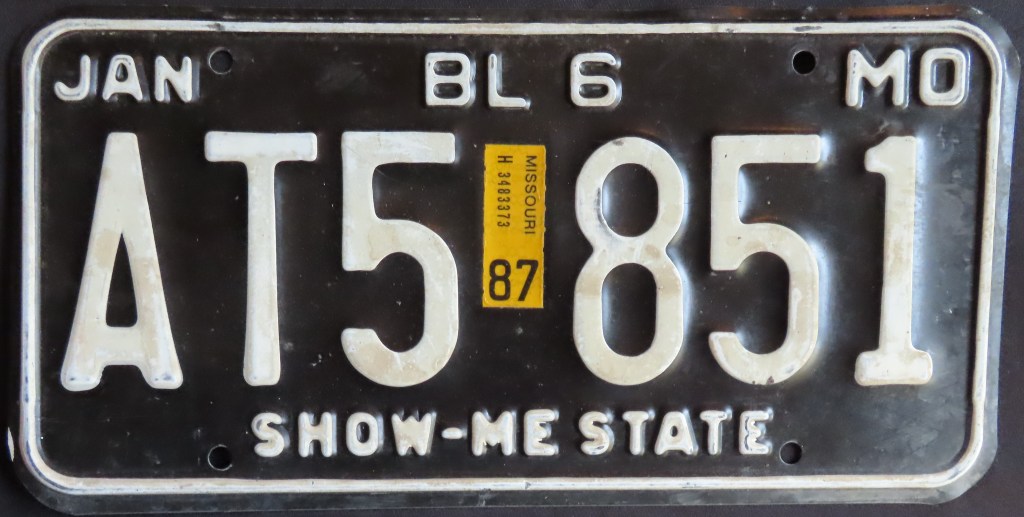 JAN BL 6 MO
AT5 851
MISSOURI
H 3483373
87
SHOW-ME STATE